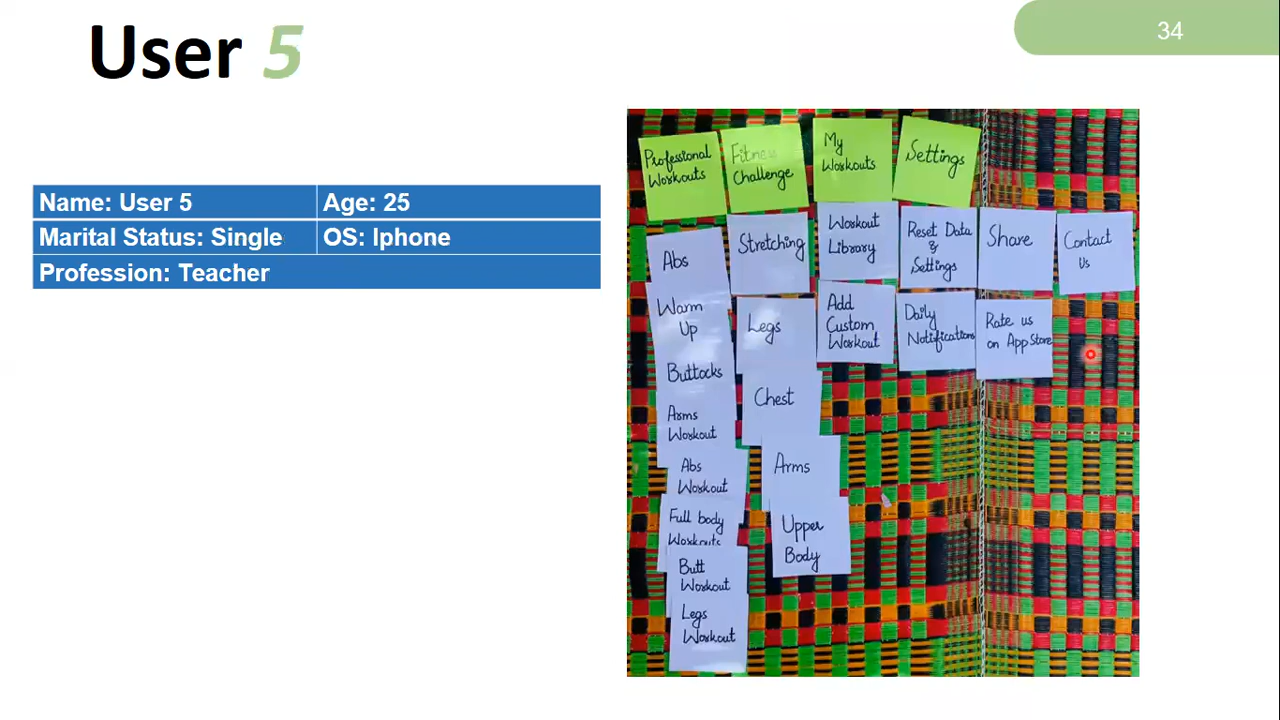 User 5
34
Name: User 5
Age: 25
Marital Status: Single
OS: Iphone
Profession: Teacher
Professional
Workouts
Fitness
Challenge
My
Workouts
Settings
Abs
Warm
Up
Buttocks
Arms
Workout
Abs
Workout
Full body
Workouts
Butt
Workout
Legs
Workout
Stretching
Legs
Chest
Arms
Upper
Body
Workout
Library
Add
Custom
Workout
Reset Data
&
Settings
Daily
Notifications
Share
Rate us
on App Store
Contact
Us